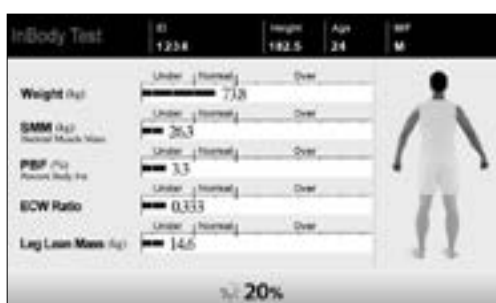 InBody Test
ID Height Age M/F
1234 182.5 24 M
Under Normal Over
Weight (kg) 73.8
Under Normal Over
SMM (kg) 26.3
Skeletal Muscle Mass
Under Normal Over
PBF (%) 3.3
Percent Body Fat
Under Normal Over
ECW Ratio 0.333
Under Normal Over
Leg Lean Mass (kg) 14.6
20%